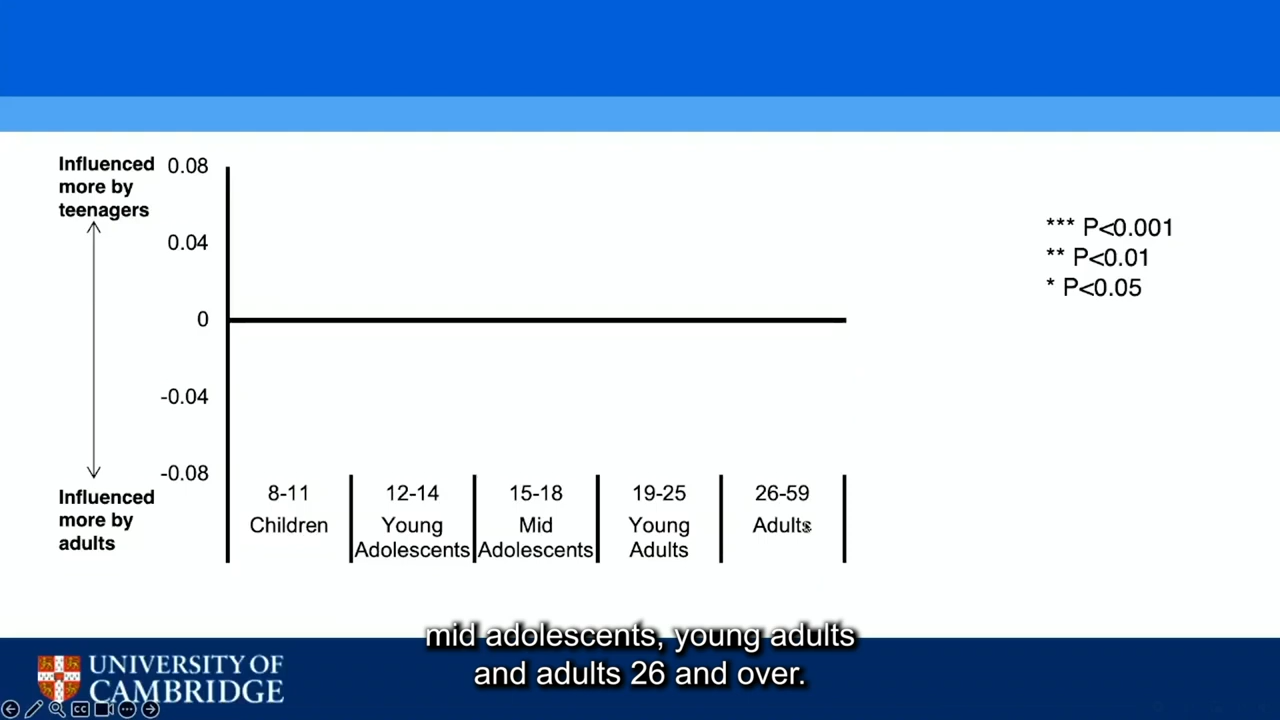 Influenced
more by
teenagers
0.08
0.04
0
-0.04
-0.08
Influenced
more by
adults
8-11
Children
12-14
Young
Adolescents
15-18
Mid
Adolescents
19-25
Young
Adults
26-59
Adults
*** P<0.001
** P<0.01
* P<0.05
mid adolescents, young adults
and adults 26 and over.
UNIVERSITY OF
CAMBRIDGE
CC